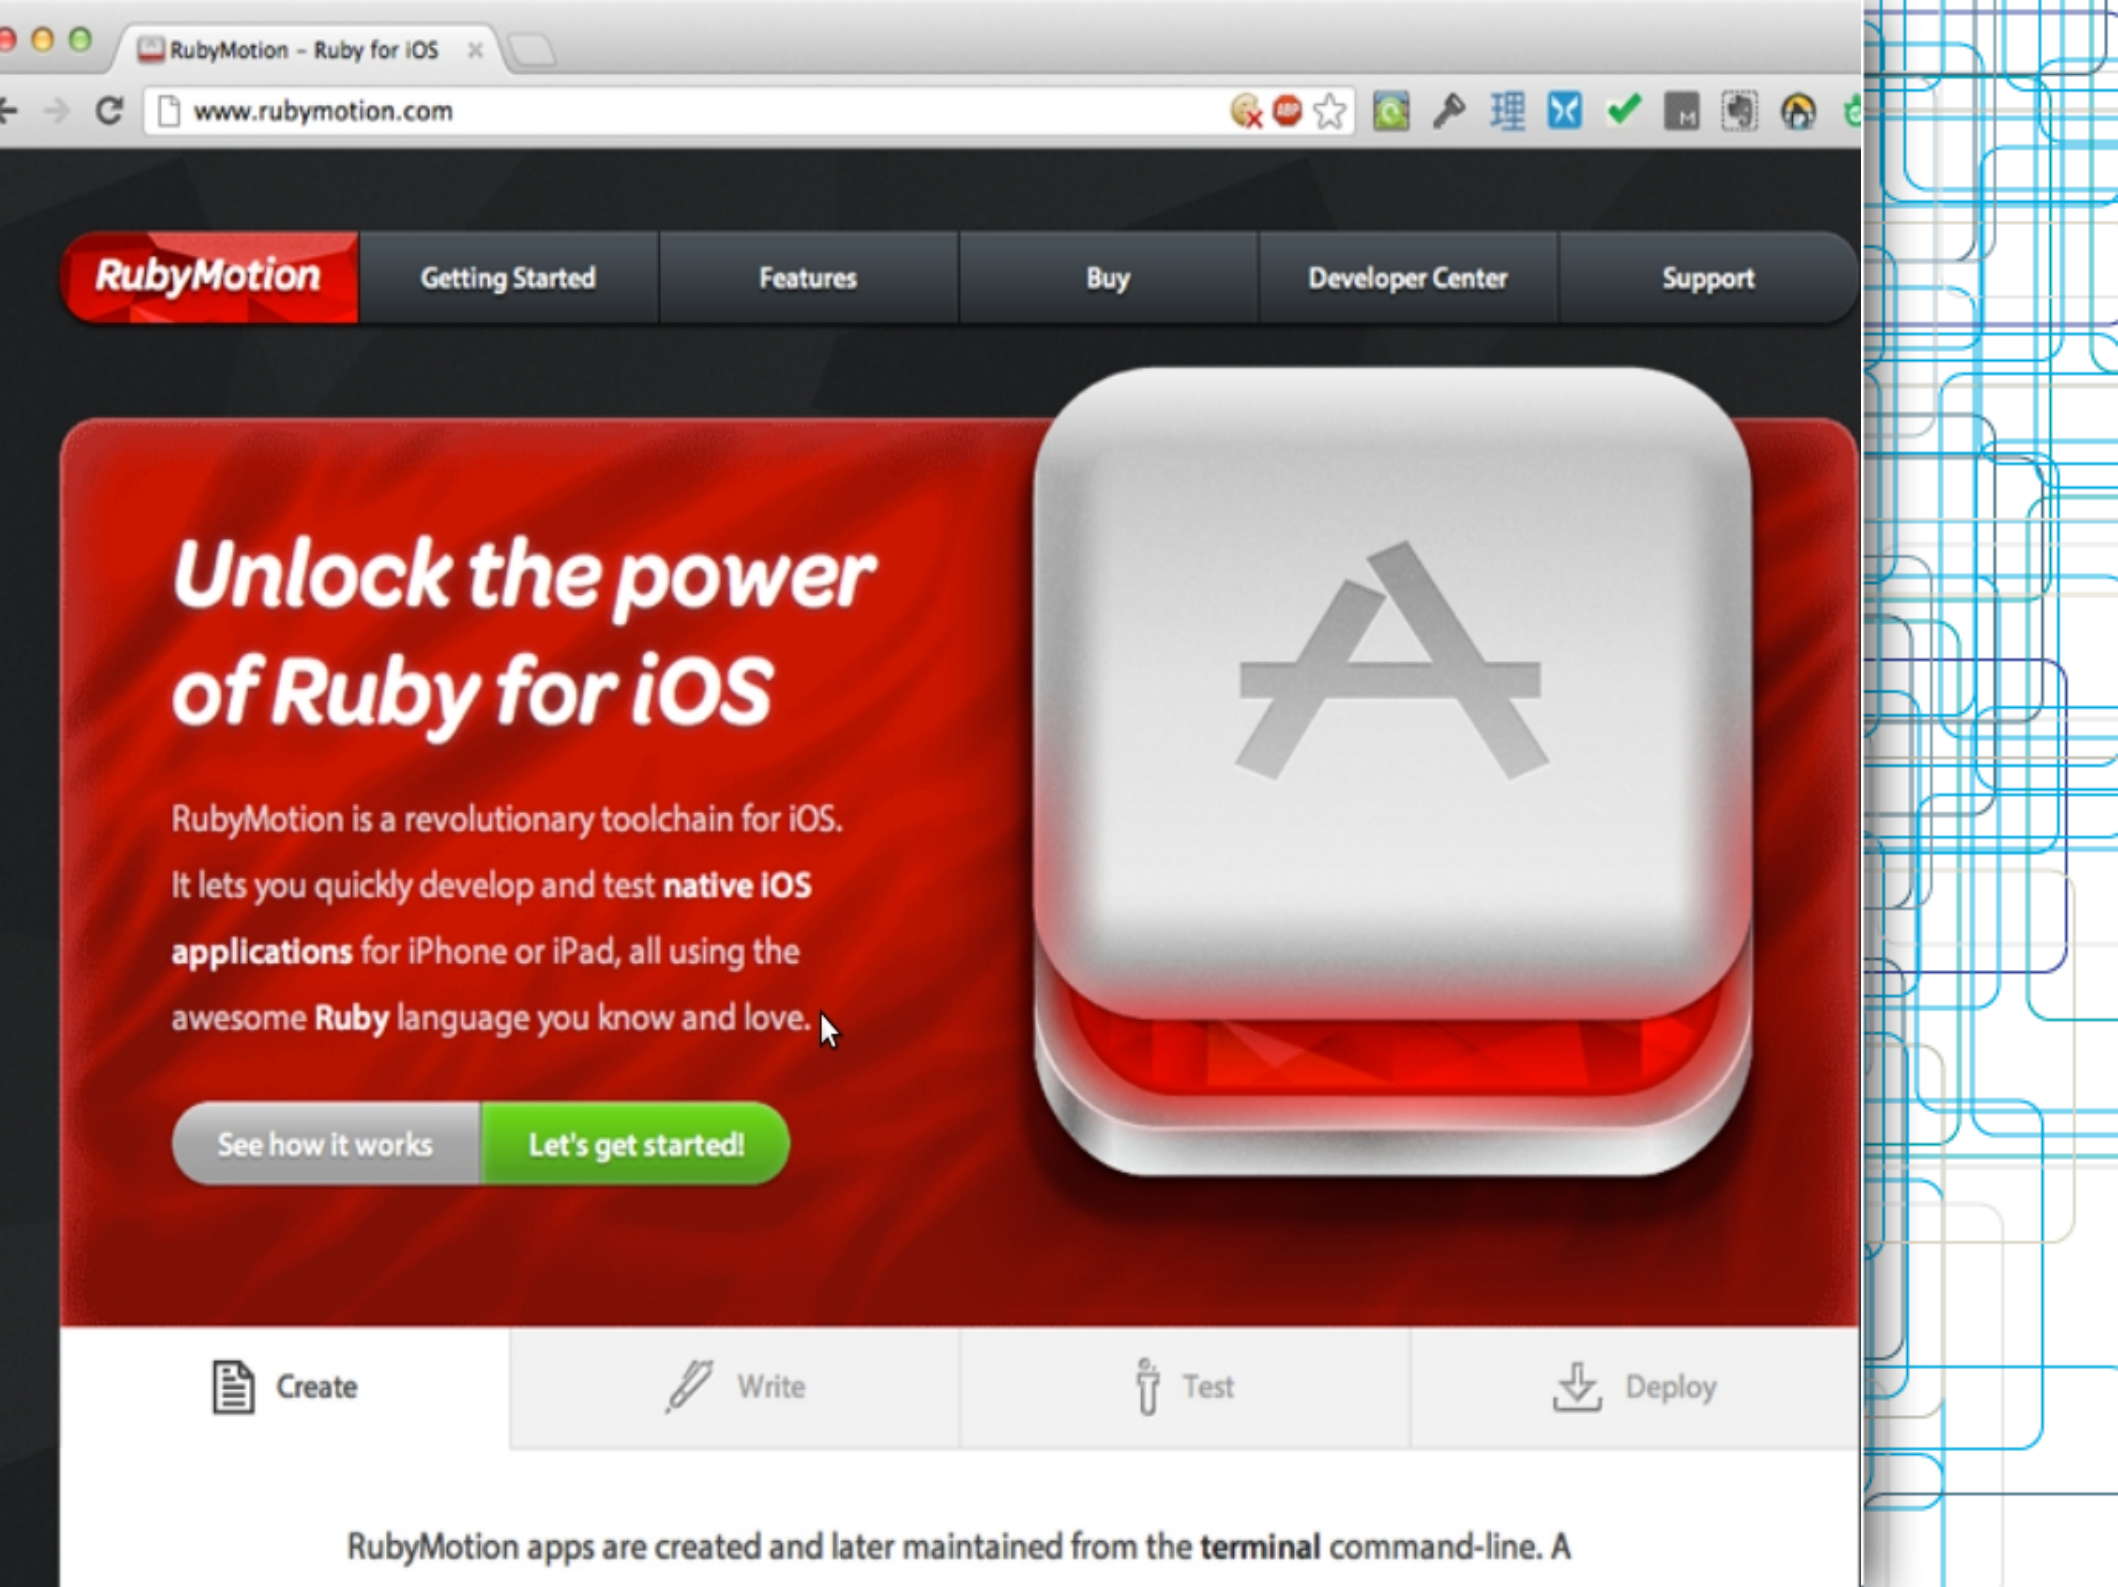 RubyMotion – Ruby for iOS
www.rubymotion.com
ABP
理
M
RubyMotion
Getting Started
Features
Buy
Developer Center
Support
Unlock the power
of Ruby for iOS
RubyMotion is a revolutionary toolchain for iOS.
It lets you quickly develop and test native iOS
applications for iPhone or iPad, all using the
awesome Ruby language you know and love.
See how it works
Let's get started!
Create
Write
Test
Deploy
RubyMotion apps are created and later maintained from the terminal command-line. A